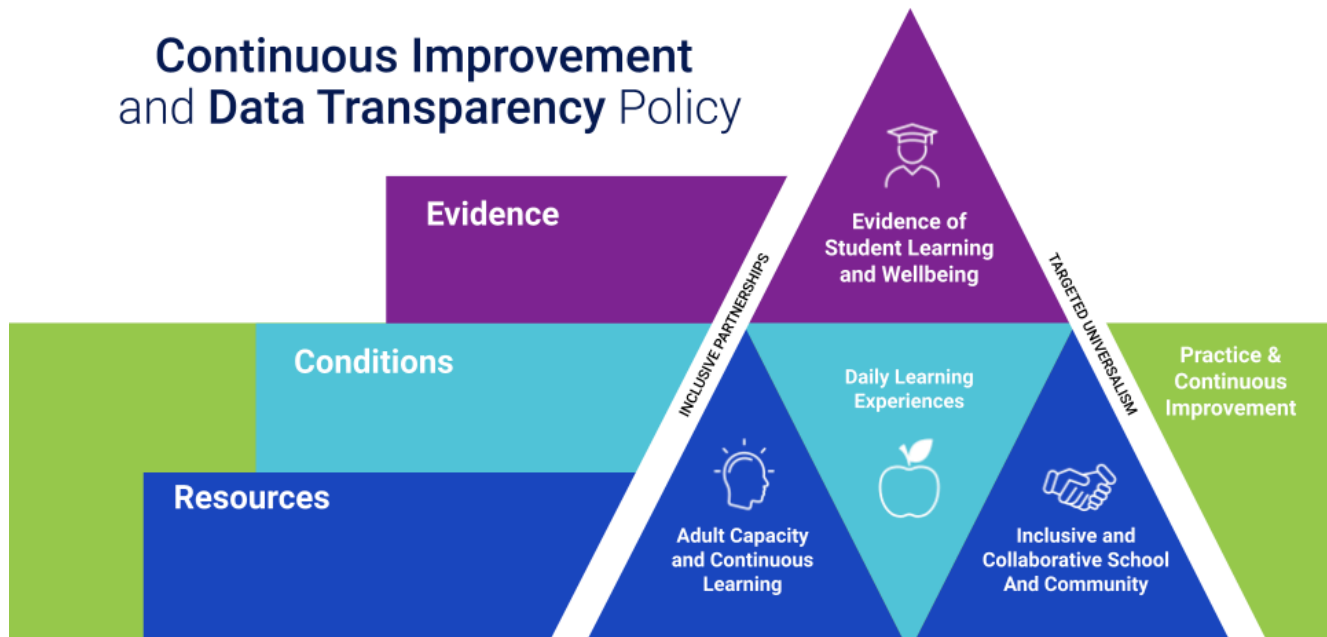 Continuous Improvement
and Data Transparency Policy
Evidence
Conditions
Resources
INCLUSIVE PARTNERSHIPS
Evidence of
Student Learning
and Wellbeing
TARGETED UNIVERSALISM
Daily Learning
Experiences
Adult Capacity
and Continuous
Learning
Inclusive and
Collaborative School
And Community
Practice &
Continuous
Improvement